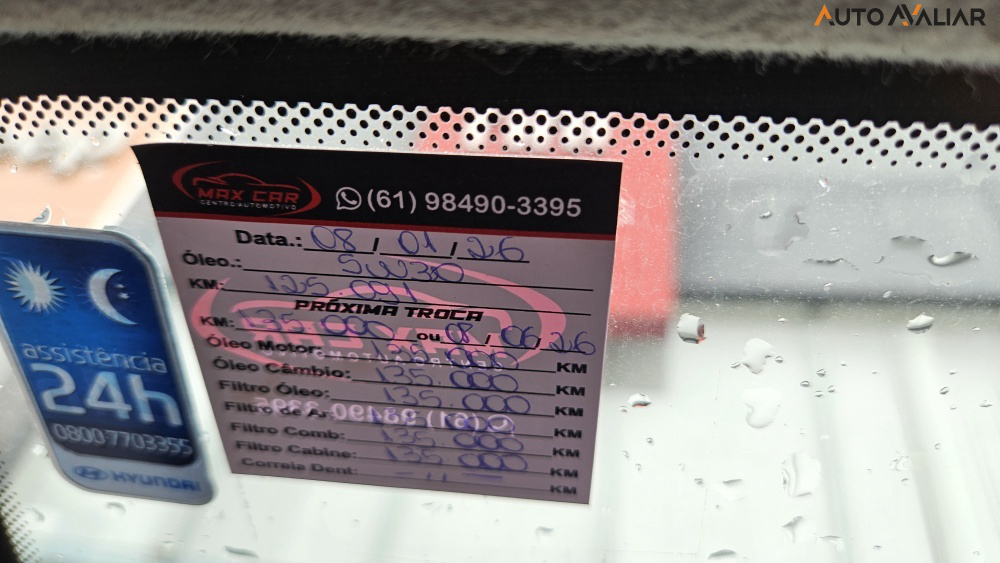 AUTOAVALIAR
MAX CAR
CENTRO AUTOMOTIVO
(61) 98490-3395
Data.: 08 / 01 / 26
Óleo.: 5W30
KM: 125.091
PRÓXIMA TROCA
KM: 135.000 ou 08 / 06 / 26
Óleo Motor: 135.000 KM
Óleo Câmbio: 135.000 KM
Filtro Óleo: 135.000 KM
Filtro de Ar: KM
Filtro Comb: 135.000 KM
Filtro Cabine: 135.000 KM
Correia Dent: — 11 — KM
assistência
24h
0800 7703355
HYUNDAI